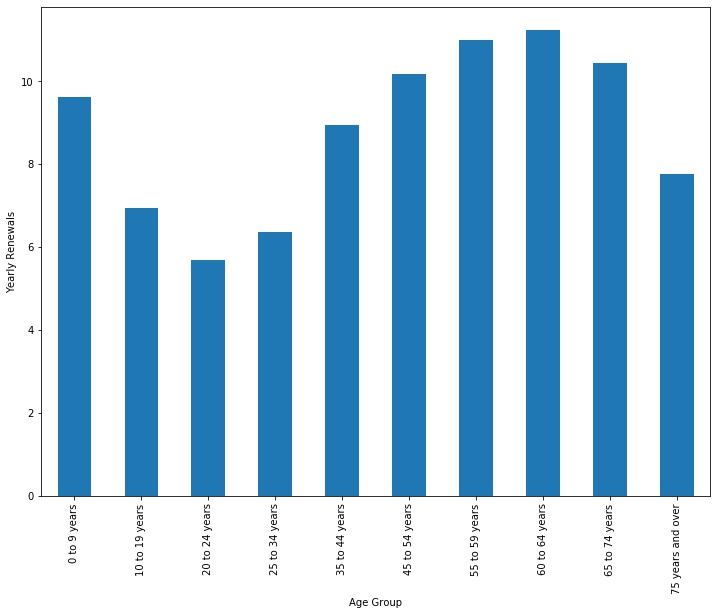 10
8
6
4
2
0
Yearly Renewals
0 to 9 years
10 to 19 years
20 to 24 years
25 to 34 years
35 to 44 years
45 to 54 years
55 to 59 years
60 to 64 years
65 to 74 years
75 years and over
Age Group